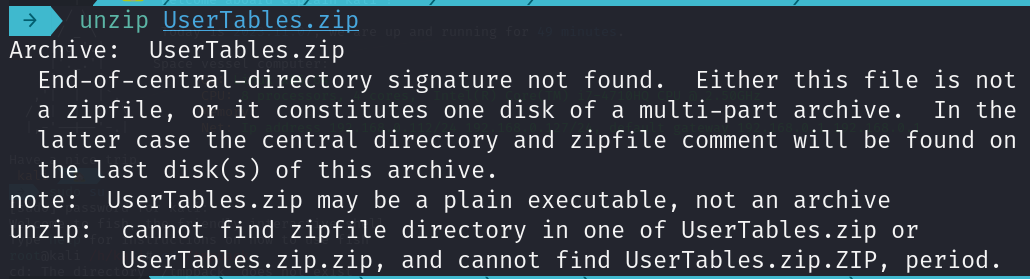 → unzip UserTables.zip
Archive:  UserTables.zip
  End-of-central-directory signature not found.  Either this file is not
  a zipfile, or it constitutes one disk of a multi-part archive.  In the
  latter case the central directory and zipfile comment will be found on
  the last disk(s) of this archive.
note:  UserTables.zip may be a plain executable, not an archive
unzip:  cannot find zipfile directory in one of UserTables.zip or
        UserTables.zip.zip, and cannot find UserTables.zip.ZIP, period.